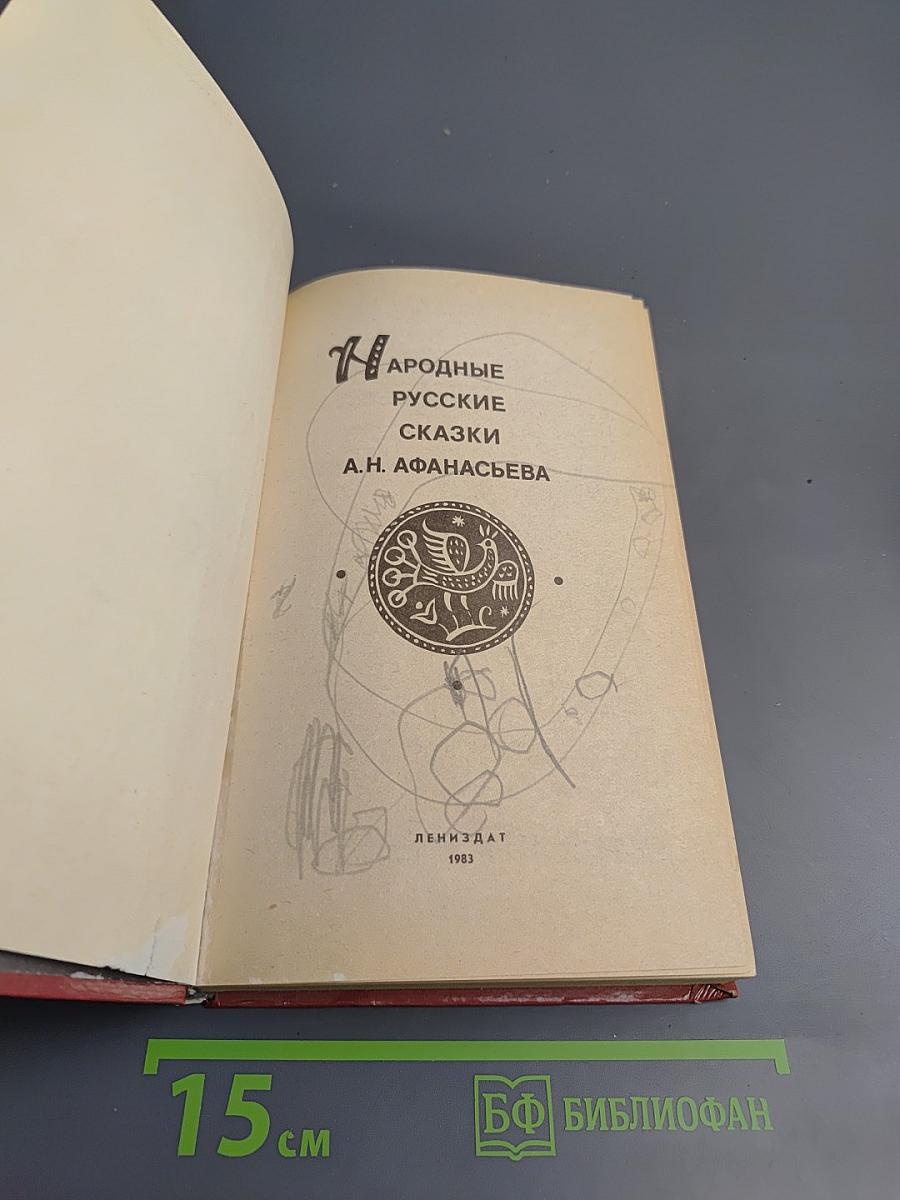 НАРОДНЫЕ
РУССКИЕ
СКАЗКИ
А.Н. АФАНАСЬЕВА
ЛЕНИЗДАТ
1983
15 см
БФ БИБЛИОФАН